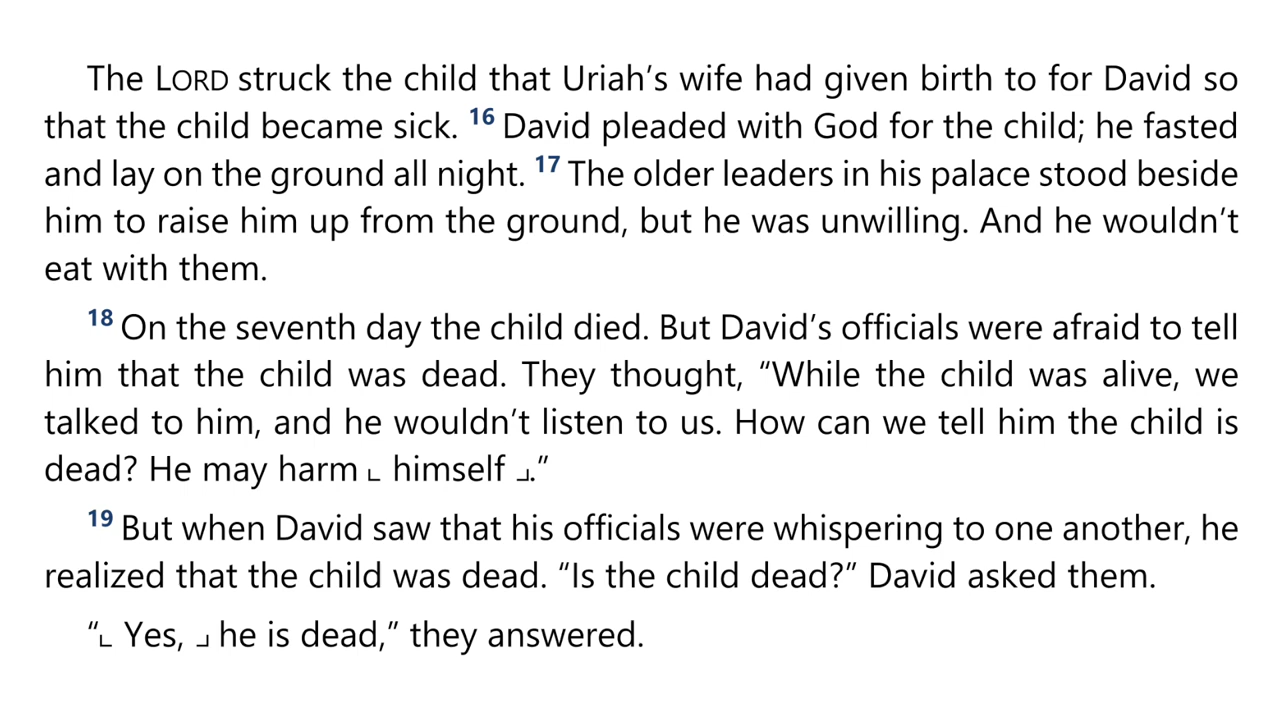 The LORD struck the child that Uriah’s wife had given birth to for David so
that the child became sick. 16 David pleaded with God for the child; he fasted
and lay on the ground all night. 17 The older leaders in his palace stood beside
him to raise him up from the ground, but he was unwilling. And he wouldn’t
eat with them.
18 On the seventh day the child died. But David’s officials were afraid to tell
him that the child was dead. They thought, “While the child was alive, we
talked to him, and he wouldn’t listen to us. How can we tell him the child is
dead? He may harm ⌞ himself ⌟.”
19 But when David saw that his officials were whispering to one another, he
realized that the child was dead. “Is the child dead?” David asked them.
“⌞ Yes, ⌟ he is dead,” they answered.